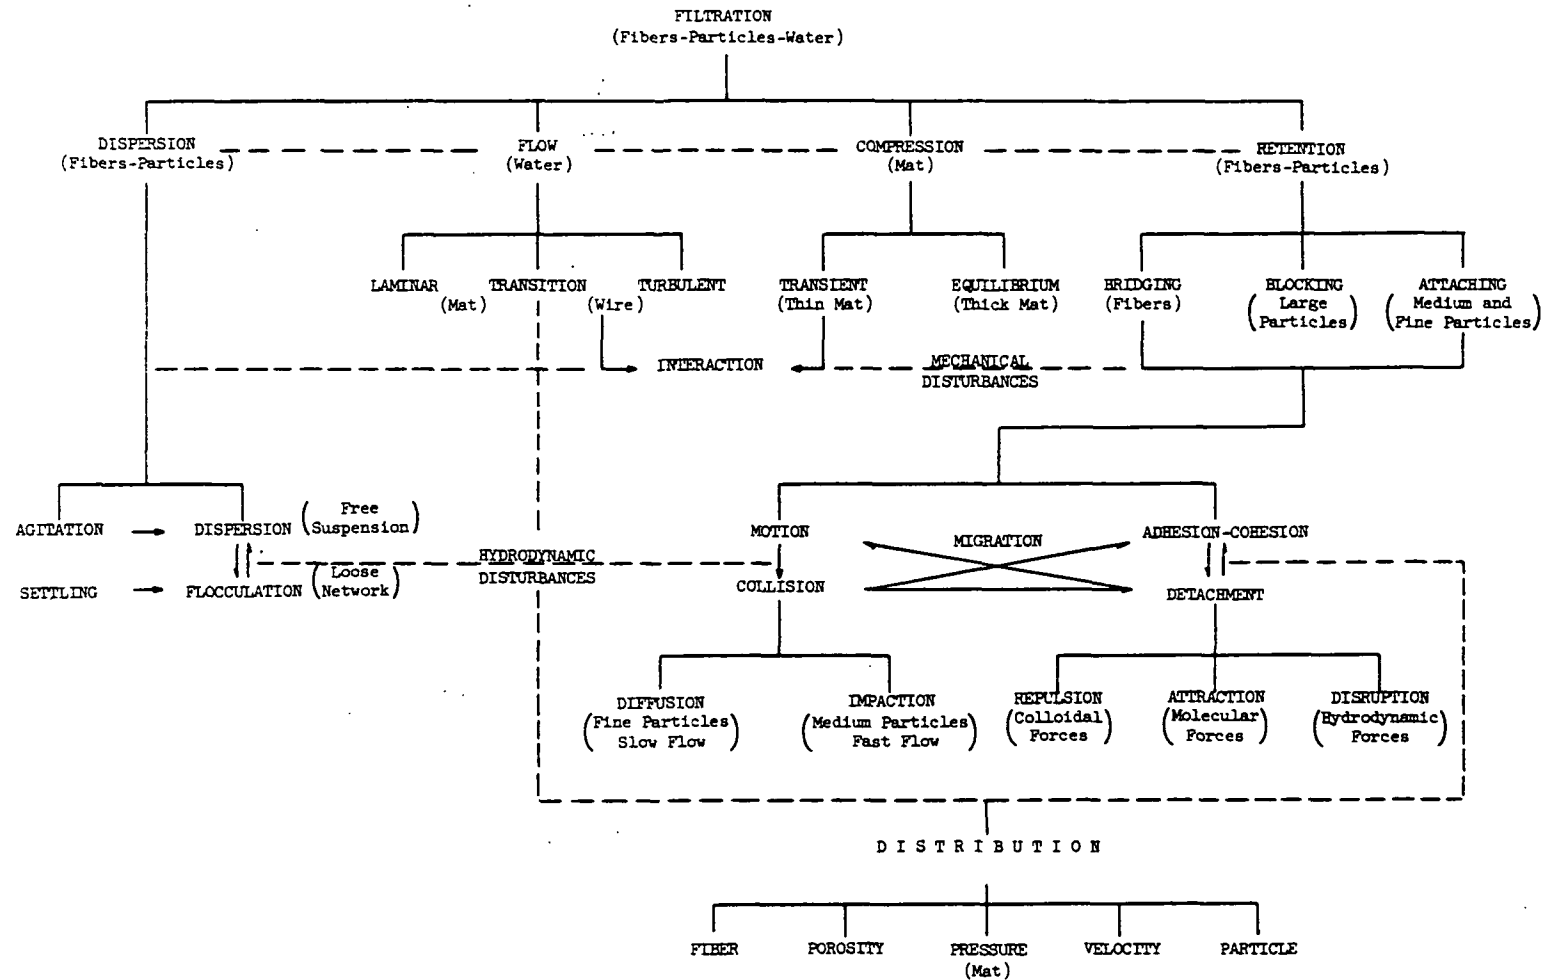 FILTRATION
(Fibers-Particles-Water)
DISPERSION
(Fibers-Particles)
FLOW
(Water)
COMPRESSION
(Mat)
RETENTION
(Fibers-Particles)
LAMINAR
TRANSITION
TURBULENT
(Mat)
(Wire)
TRANSIENT
(Thin Mat)
EQUILIBRIUM
(Thick Mat)
BRIDGING
(Fibers)
BLOCKING
(Large
Particles)
ATTACHING
(Medium and
Fine Particles)
INTERACTION
MECHANICAL
DISTURBANCES
AGITATION
DISPERSION
(Free
Suspension)
SETTLING
FLOCCULATION
(Loose
Network)
HYDRODYNAMIC
DISTURBANCES
MOTION
COLLISION
MIGRATION
ADHESION-COHESION
DETACHMENT
DIFFUSION
(Fine Particles
Slow Flow)
IMPACTION
(Medium Particles
Fast Flow)
REPULSION
(Colloidal
Forces)
ATTRACTION
(Molecular
Forces)
DISRUPTION
(Hydrodynamic
Forces)
DISTRIBUTION
FIBER
POROSITY
PRESSURE
(Mat)
VELOCITY
PARTICLE